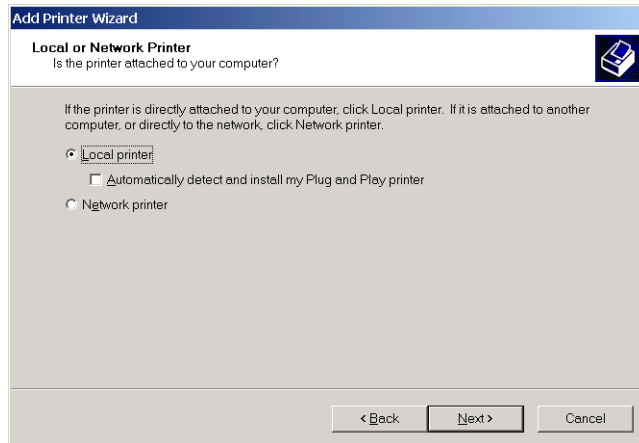 Add Printer Wizard
Local or Network Printer
Is the printer attached to your computer?
If the printer is directly attached to your computer, click Local printer. If it is attached to another
computer, or directly to the network, click Network printer.
Local printer
Automatically detect and install my Plug and Play printer
Network printer
< Back
Next >
Cancel